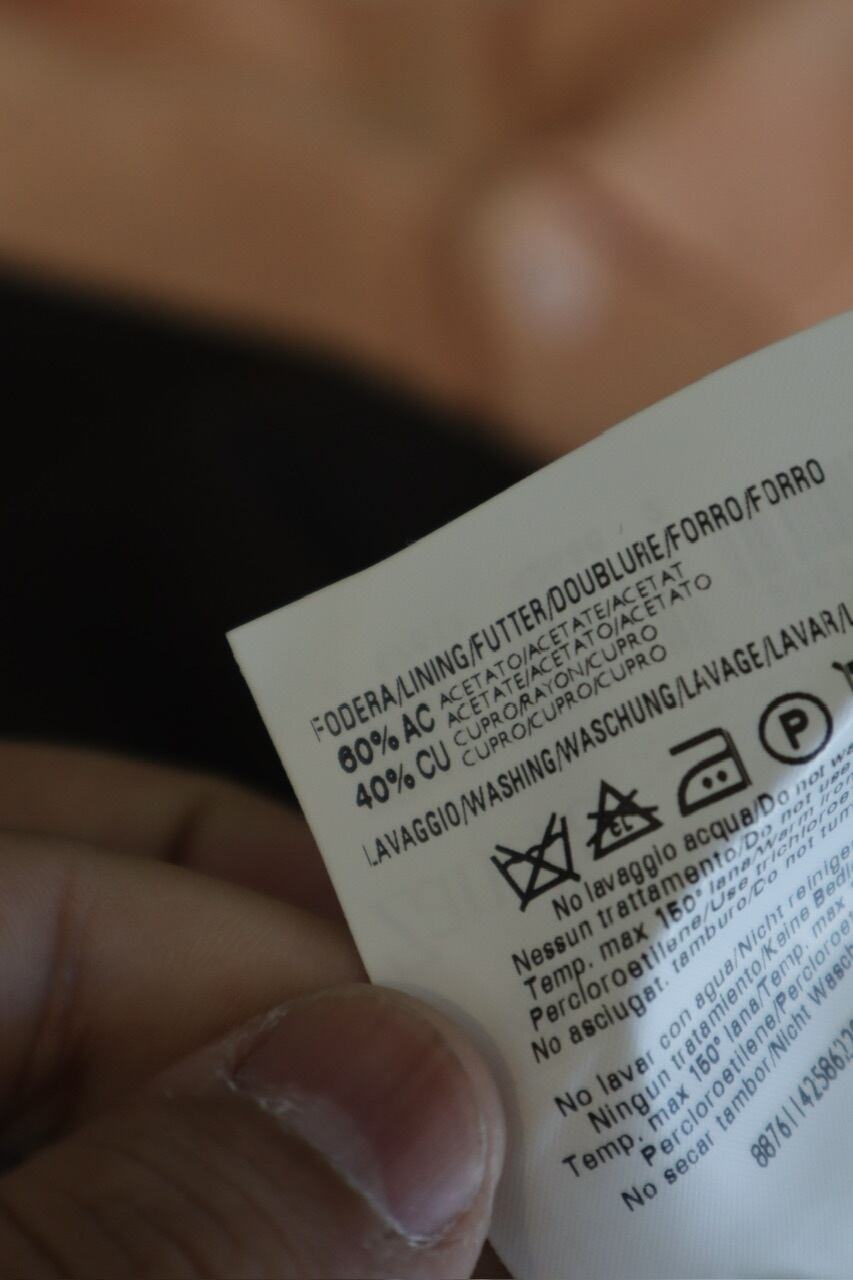 FODERA/LINING/FUTTER/DOUBLURE/FORRO/FORRO
60% AC ACETATO/ACETATE/ACETAT
ACETATE/ACETATO/ACETATO
40% CU CUPRO/RAYON/CUPRO
CUPRO/CUPRO/CUPRO
LAVAGGIO/WASHING/WASCHUNG/LAVAGE/LAVAR/
CL
P
No lavaggio acqua/Do not
Nessun trattamento/Do not use
Temp. max 150° lana/Warm iron
Percloroetilene/Use trichloroe
No asciugat. tamburo/Do not tum
No lavar con agua/Nicht reinige
Ningun tratamiento/Keine
Temp. max 150° lana/Temp. max
Percloroetilene/Percloroet
No secar tambor/Nicht Wasch